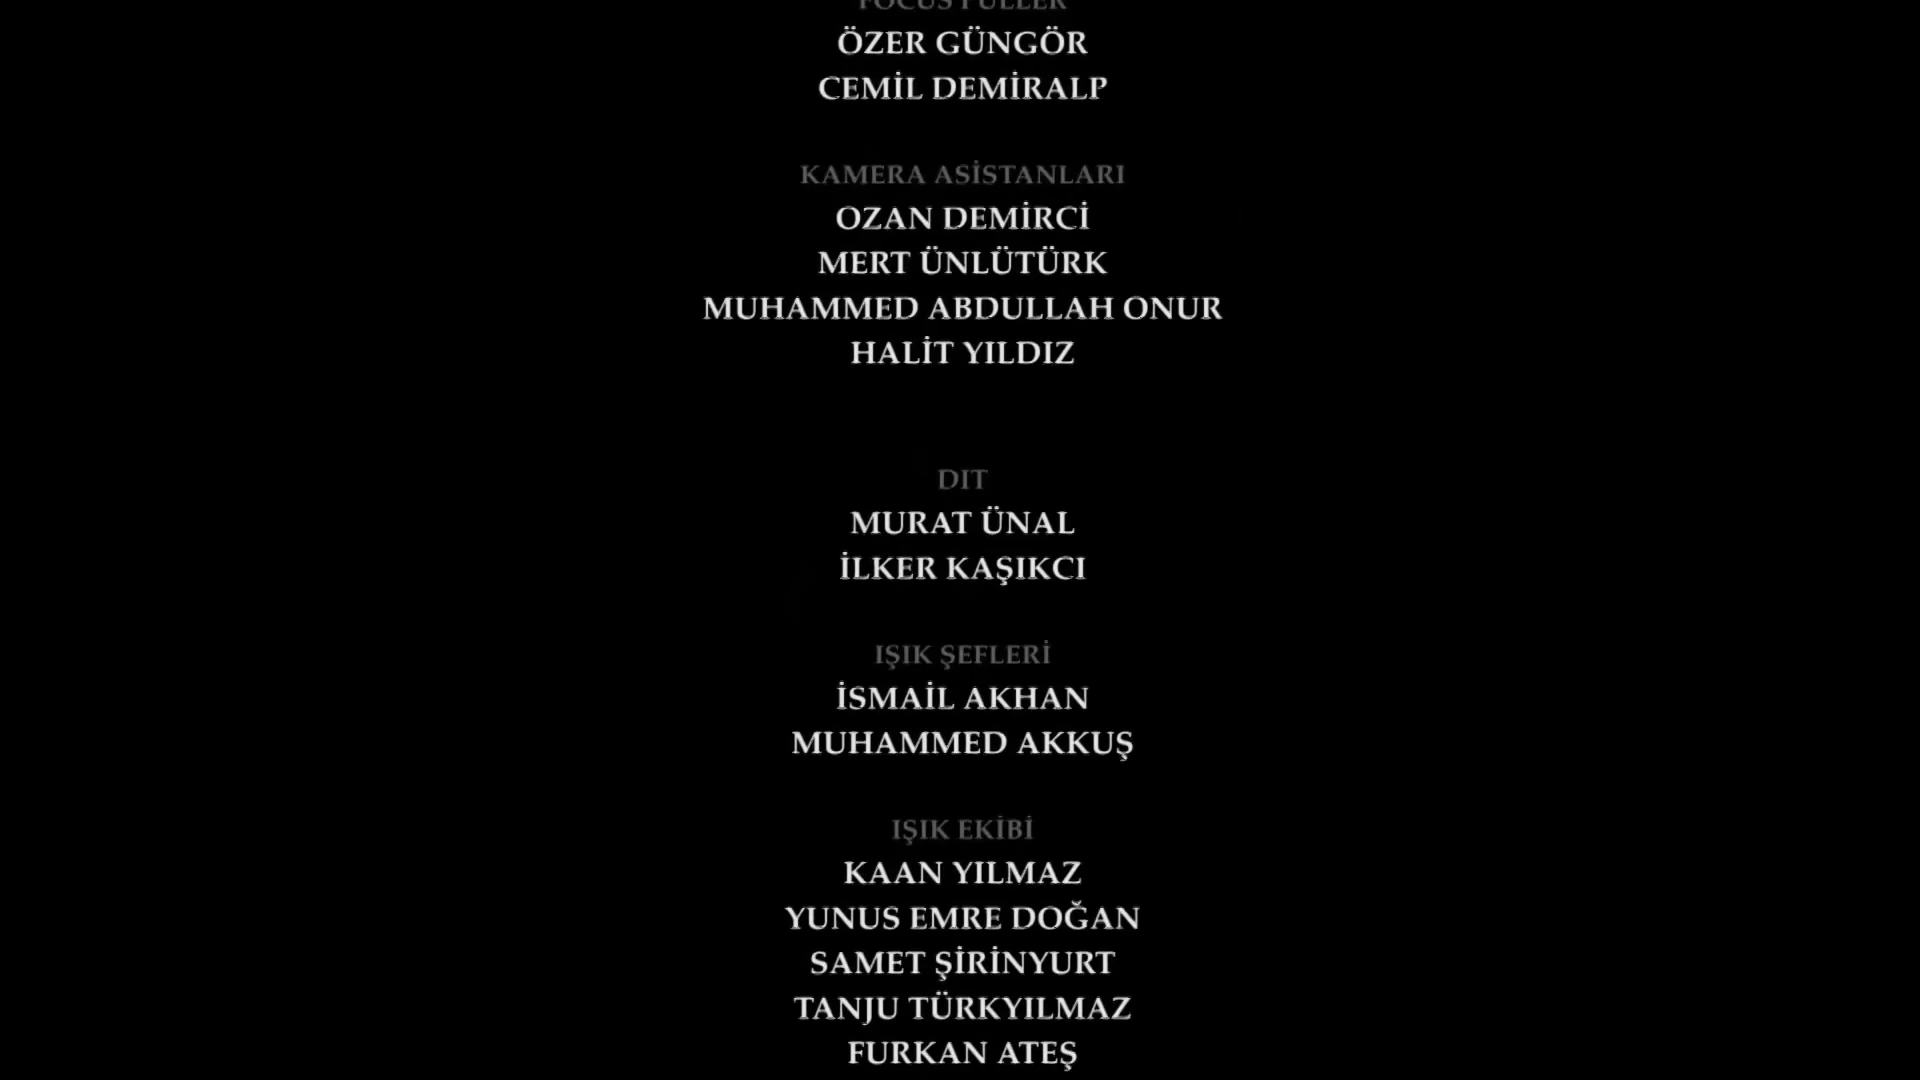 FOCUS PULLER
ÖZER GÜNGÖR
CEMİL DEMİRALP
KAMERA ASİSTANLARI
OZAN DEMİRCİ
MERT ÜNLÜTÜRK
MUHAMMED ABDULLAH ONUR
HALİT YILDIZ
DIT
MURAT ÜNAL
İLKER KAŞIKCI
IŞIK ŞEFLERİ
İSMAİL AKHAN
MUHAMMED AKKUŞ
IŞIK EKİBİ
KAAN YILMAZ
YUNUS EMRE DOĞAN
SAMET ŞİRİNYURT
TANJU TÜRKYILMAZ
FURKAN ATEŞ